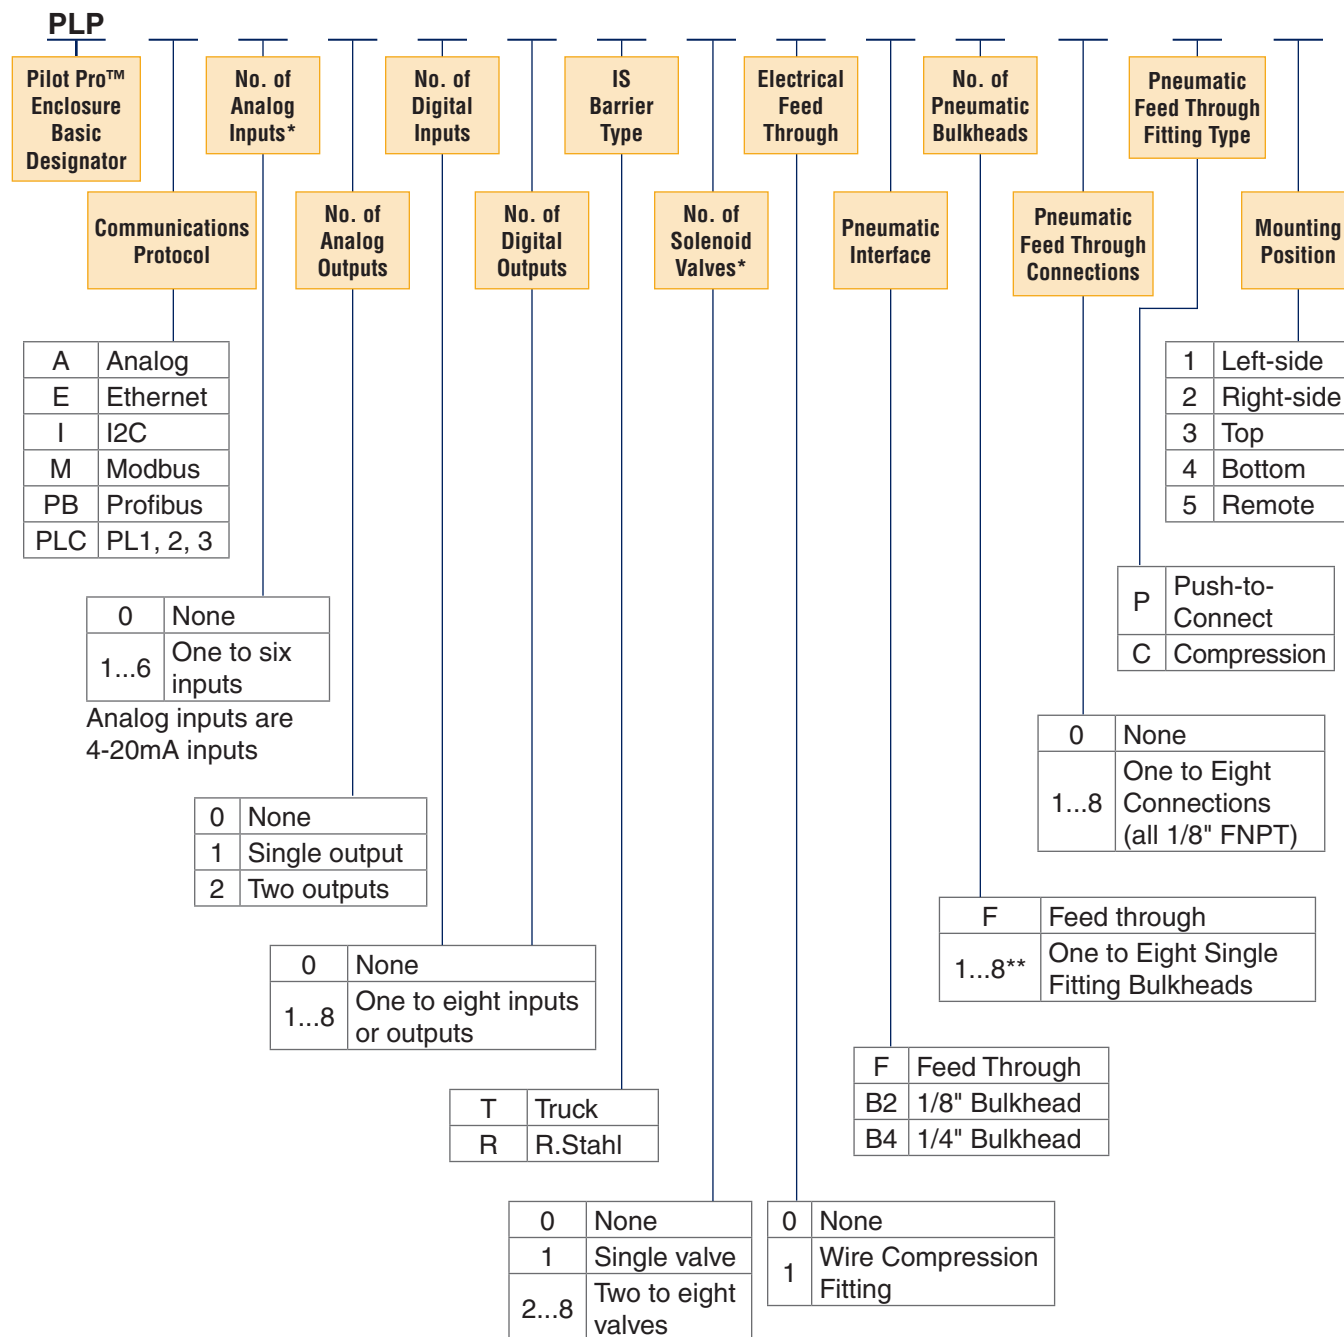 PLP
Pilot Pro™
Enclosure
Basic
Designator
No. of
Analog
Inputs*
No. of
Digital
Inputs
IS
Barrier
Type
Electrical
Feed
Through
No. of
Pneumatic
Bulkheads
Pneumatic
Feed Through
Fitting Type
Communications
Protocol
No. of
Analog
Outputs
No. of
Digital
Outputs
No. of
Solenoid
Valves*
Pneumatic
Interface
Pneumatic
Feed Through
Connections
Mounting
Position
A Analog
E Ethernet
I I2C
M Modbus
PB Profibus
PLC PL1, 2, 3
1 Left-side
2 Right-side
3 Top
4 Bottom
5 Remote
P Push-to-
Connect
C Compression
0 None
1...6 One to six
inputs
Analog inputs are
4-20mA inputs
0 None
1...8 One to Eight
Connections
(all 1/8" FNPT)
0 None
1 Single output
2 Two outputs
F Feed through
1...8** One to Eight Single
Fitting Bulkheads
0 None
1...8 One to eight inputs
or outputs
F Feed Through
B2 1/8" Bulkhead
B4 1/4" Bulkhead
T Truck
R R.Stahl
0 None
1 Single valve
2...8 Two to eight
valves
0 None
1 Wire Compression
Fitting